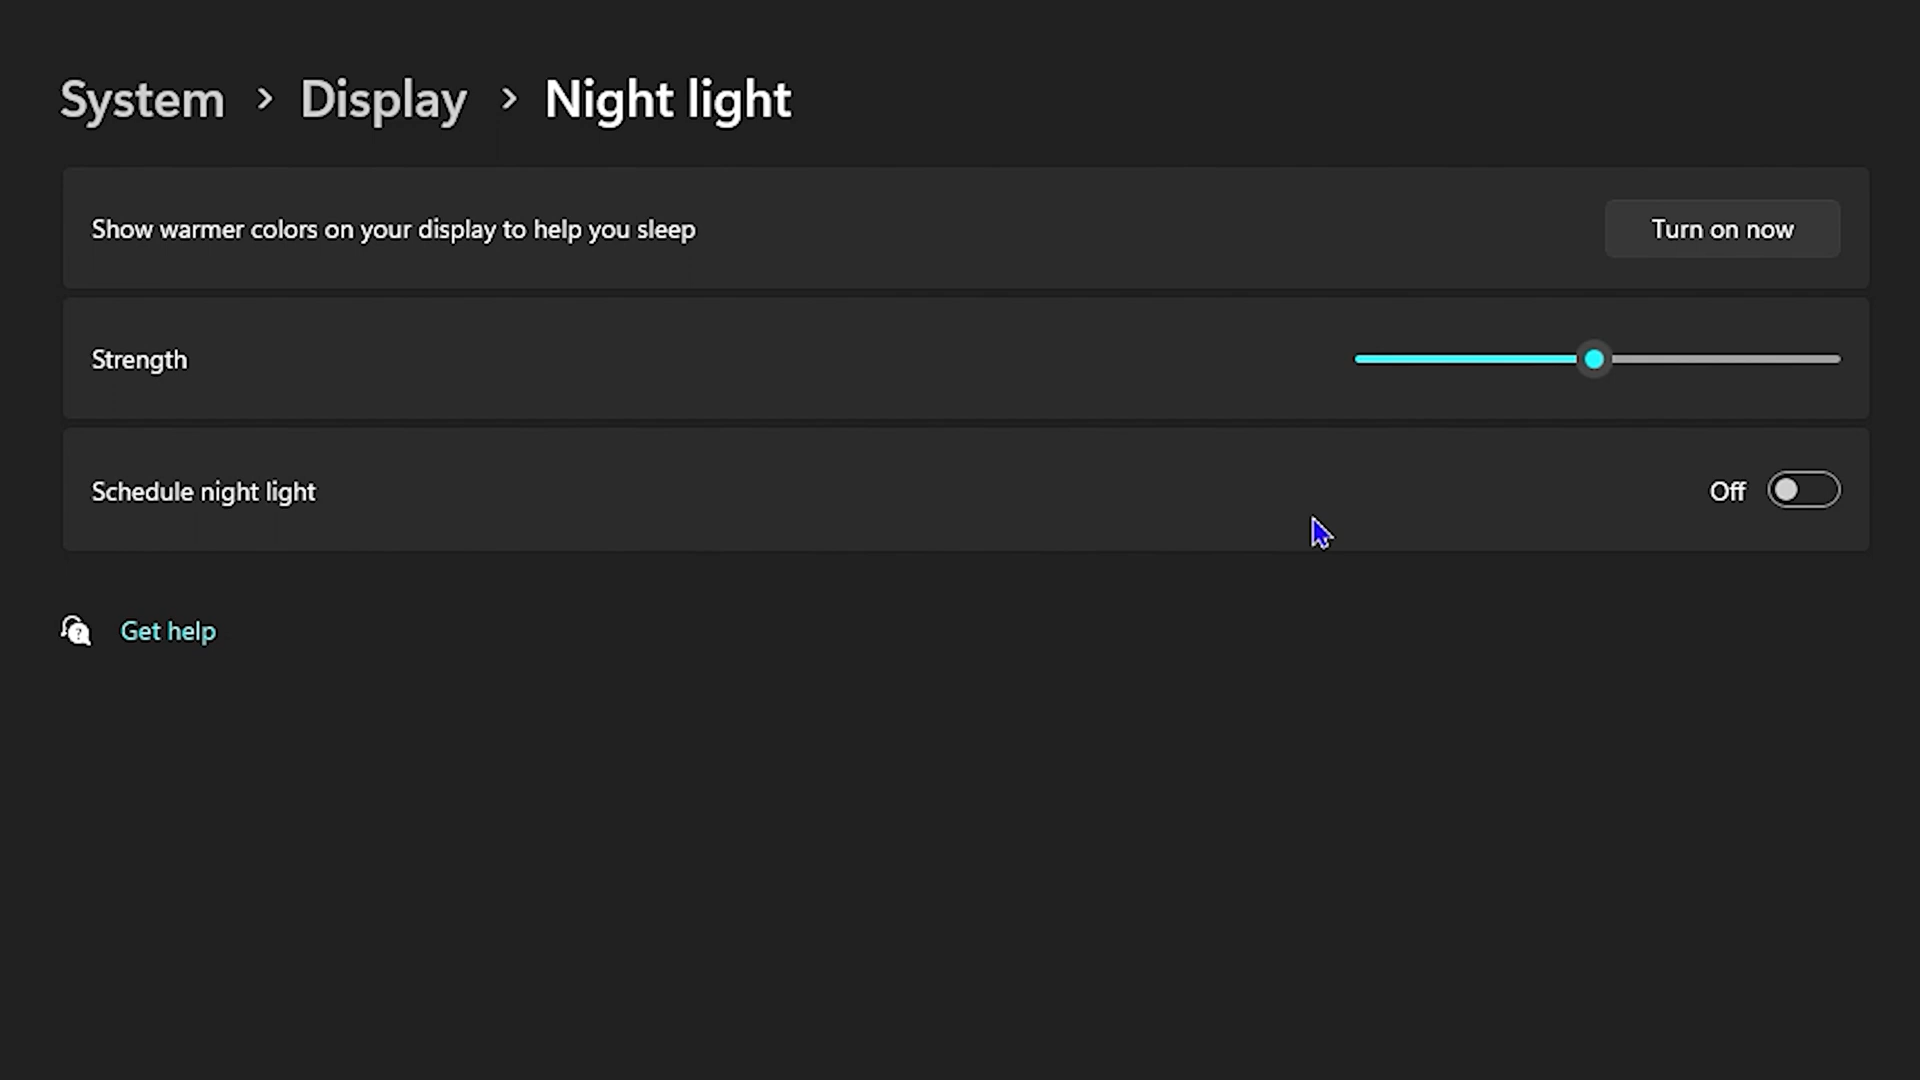 System > Display > Night light
Show warmer colors on your display to help you sleep
Turn on now
Strength
Schedule night light
Off
Get help